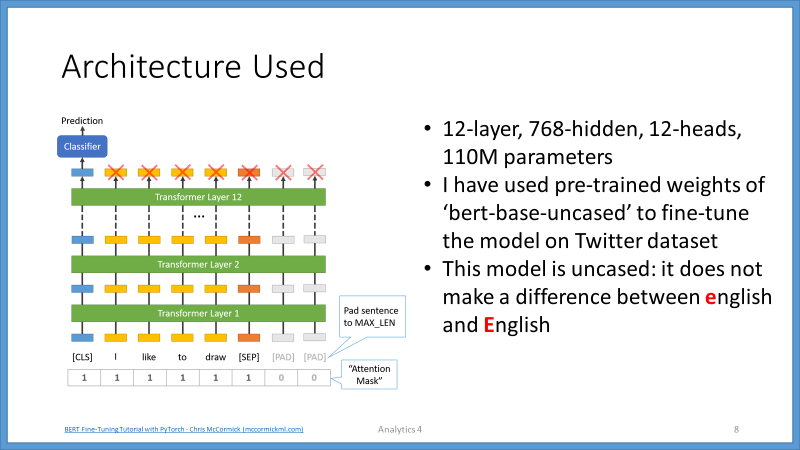 Architecture Used
Prediction
Classifier
Transformer Layer 12
...
Transformer Layer 2
Transformer Layer 1
[CLS] I like to draw [SEP] [PAD] [PAD]
1 1 1 1 1 1 0 0
Pad sentence
to MAX_LEN
“Attention
Mask”
• 12-layer, 768-hidden, 12-heads,
110M parameters
• I have used pre-trained weights of
‘bert-base-uncased’ to fine-tune
the model on Twitter dataset
• This model is uncased: it does not
make a difference between english
and English
BERT Fine-Tuning Tutorial with PyTorch - Chris McCormick (mccormickml.com)
Analytics 4
8